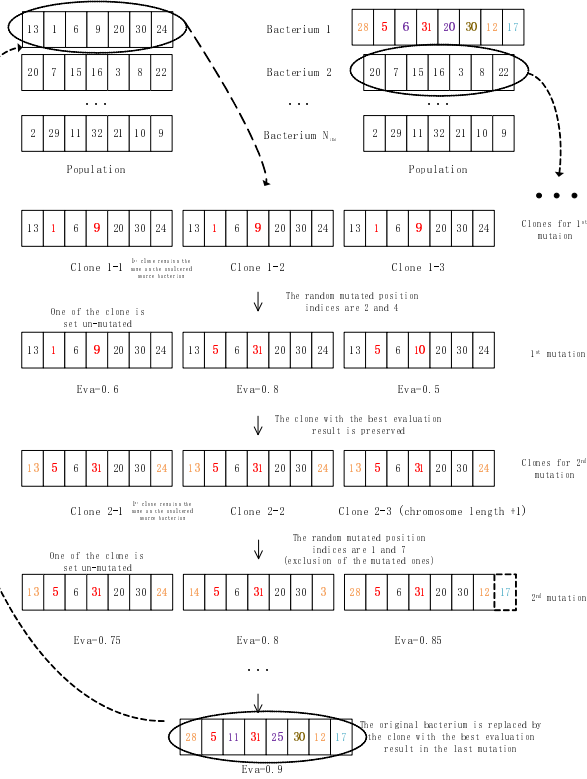 13 1 6 9 20 30 24
Bacterium 1
28 5 6 31 20 30 12 17
20 7 15 16 3 8 22
Bacterium 2
20 7 15 16 3 8 22
...
...
...
2 29 11 32 21 10 9
Bacterium N
2 29 11 32 21 10 9
Population
Population
• • •
13 1 6 9 20 30 24
13 1 6 9 20 30 24
13 1 6 9 20 30 24
Clones for 1st
mutaion
Clone 1-1
Clone 1-2
Clone 1-3
One of the clone is
set un-mutated
The random mutated position
indices are 2 and 4
13 1 6 9 20 30 24
13 5 6 31 20 30 24
13 5 6 10 20 30 24
1st mutation
Eva=0.6
Eva=0.8
Eva=0.5
The clone with the best evaluation
result is preserved
13 5 6 31 20 30 24
13 5 6 31 20 30 24
13 5 6 31 20 30 24
Clones for 2nd
mutation
Clone 2-1
Clone 2-2
Clone 2-3 (chromosome length +1)
One of the clone is
set un-mutated
The random mutated position
indices are 1 and 7
(exclusion of the mutated ones)
13 5 6 31 20 30 24
14 5 6 31 20 30 3
28 5 6 31 20 30 12 17
2nd mutation
Eva=0.75
Eva=0.8
Eva=0.85
...
28 5 11 31 25 30 12 17
The original bacterium is replaced by
the clone with the best evaluation
result in the last mutation
Eva=0.9